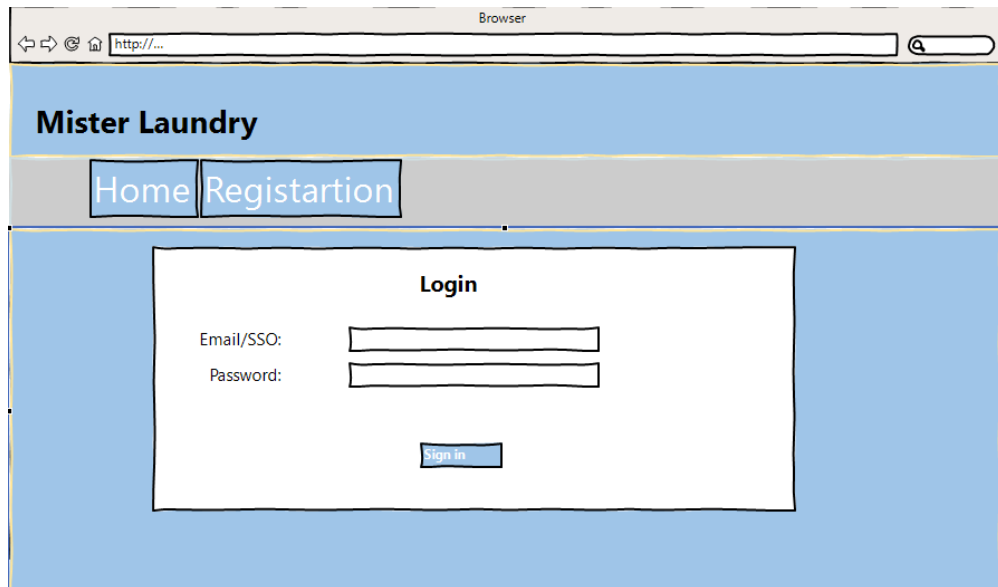 Browser
http://...
Mister Laundry
Home Registartion
Login
Email/SSO:
Password:
Sign in